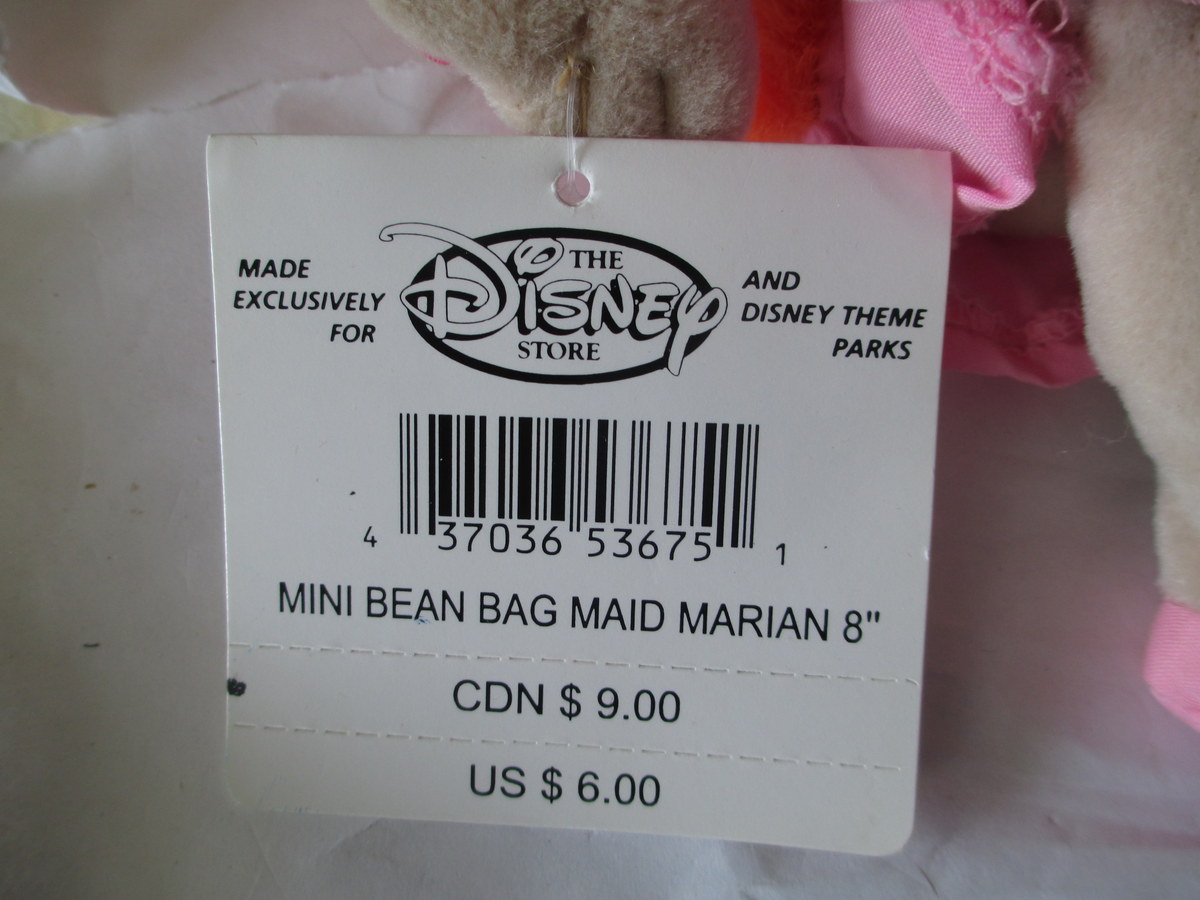 MADE
EXCLUSIVELY
FOR
THE
DISNEY
STORE
AND
DISNEY THEME
PARKS
4 37036 53675 1
MINI BEAN BAG MAID MARIAN 8"
CDN $ 9.00
US $ 6.00